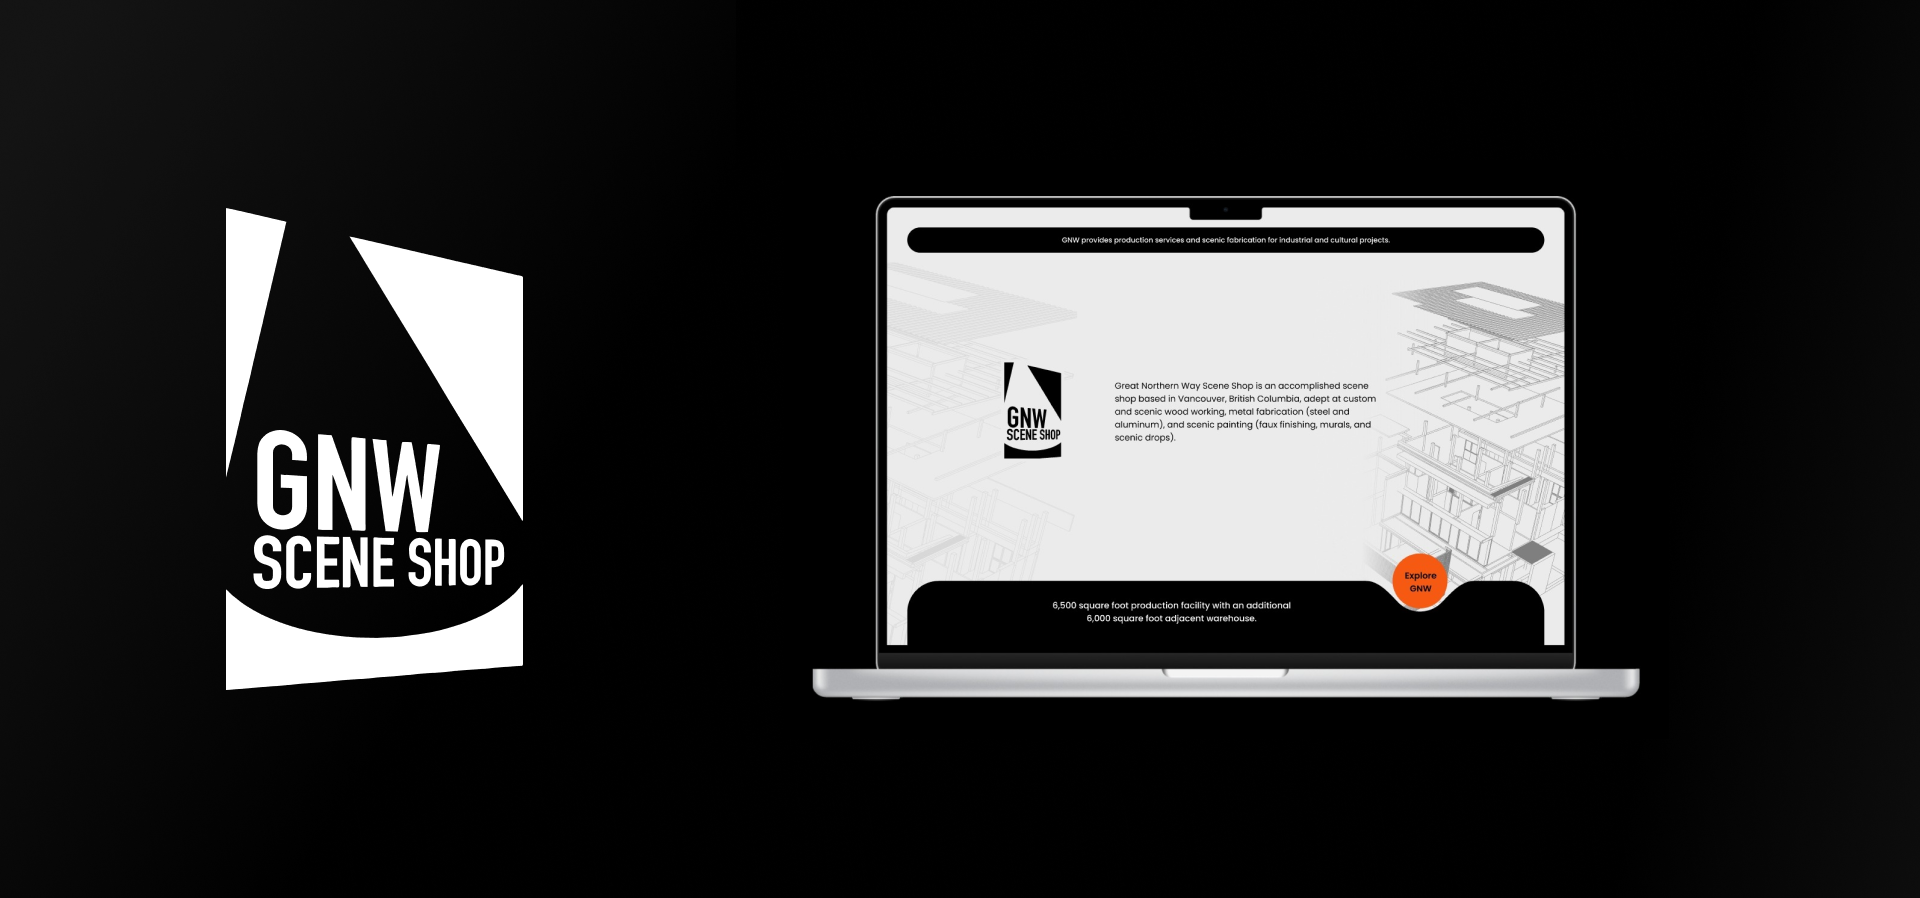 GNW
SCENE SHOP
GNW provides production services and scenic fabrication for industrial and cultural projects.
GNW
SCENE SHOP
Great Northern Way Scene Shop is an accomplished scene
shop based in Vancouver, British Columbia, adept at custom
and scenic wood working, metal fabrication (steel and
aluminum), and scenic painting (faux finishing, murals, and
scenic drops).
Explore
GNW
6,500 square foot production facility with an additional
6,000 square foot adjacent warehouse.